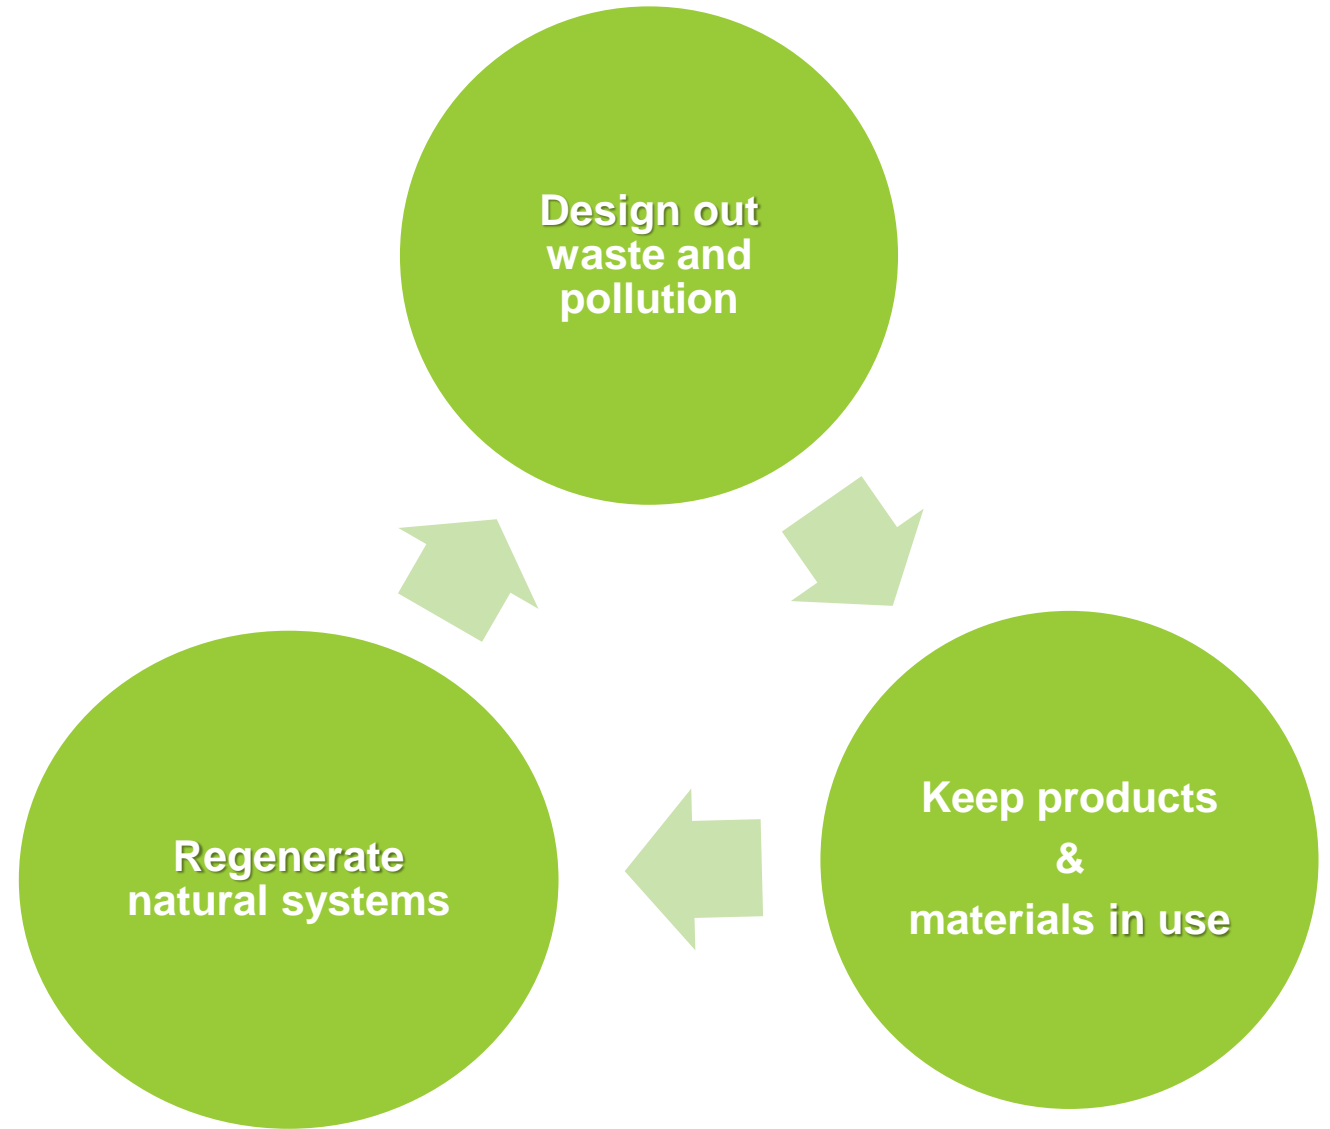 Design out
waste and
pollution
Keep products
&
materials in use
Regenerate
natural systems